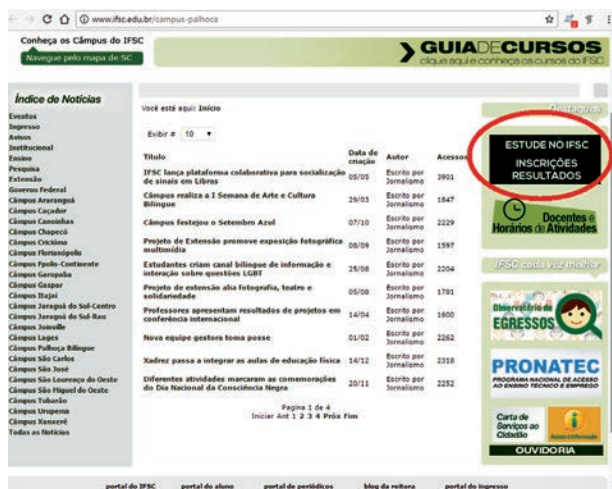 www.ifsc.edu.br/campus-palhoca
Conheça os Câmpus do IFSC
Navegue pelo mapa de SC
GUIADECURSOS
clique aqui e conheça os cursos do IFSC
Índice de Notícias
Eventos
Ingresso
Avisos
Institucional
Ensino
Pesquisa
Extensão
Governo Federal
Câmpus Araranguá
Câmpus Caçador
Câmpus Canoinhas
Câmpus Chapecó
Câmpus Criciúma
Câmpus Florianópolis
Câmpus Fpolis-Continente
Câmpus Garopaba
Câmpus Gaspar
Câmpus Itajaí
Câmpus Jaraguá do Sul-Centro
Câmpus Jaraguá do Sul-Rau
Câmpus Joinville
Câmpus Lages
Câmpus Palhoça Bilíngue
Câmpus São Carlos
Câmpus São José
Câmpus São Lourenço do Oeste
Câmpus São Miguel do Oeste
Câmpus Tubarão
Câmpus Urupema
Câmpus Xanxerê
Todas as Notícias
Você está aqui: Início
Exibir # 10
Título Data de criação Autor Acessos
IFSC lança plataforma colaborativa para socialização de sinais em Libras 05/05 Escrito por Jornalismo 3901
Câmpus realiza a I Semana de Arte e Cultura Bilíngue 29/03 Escrito por Jornalismo 1847
Câmpus festejou o Setembro Azul 07/10 Escrito por Jornalismo 2229
Projeto de Extensão promove exposição fotográfica multimídia 08/09 Escrito por Jornalismo 1597
Estudantes criam canal bilíngue de informação e interação sobre questões LGBT 25/08 Escrito por Jornalismo 2204
Projeto de extensão alia fotografia, teatro e solidariedade 05/08 Escrito por Jornalismo 1781
Professores apresentam resultados de projetos em conferência internacional 14/04 Escrito por Jornalismo 1600
Nova equipe gestora toma posse 01/02 Escrito por Jornalismo 2262
Xadrez passa a integrar as aulas de educação física 14/12 Escrito por Jornalismo 2318
Diferentes atividades marcaram as comemorações do Dia Nacional da Consciência Negra 20/11 Escrito por Jornalismo 2252
Pagina 1 de 4
Iniciar Ant 1 2 3 4 Próx Fim
Destaques
ESTUDE NO IFSC
INSCRIÇÕES
RESULTADOS
Docentes e
Horários de Atividades
IFSC cada vez melhor
Observatório de
EGRESSOS
PRONATEC
PROGRAMA NACIONAL DE ACESSO
AO ENSINO TÉCNICO E EMPREGO
Carta de
Serviços ao
Cidadão
Acesso à Informação
OUVIDORIA
portal do IFSC portal do aluno portal de periódicos blog da reitora portal do ingresso